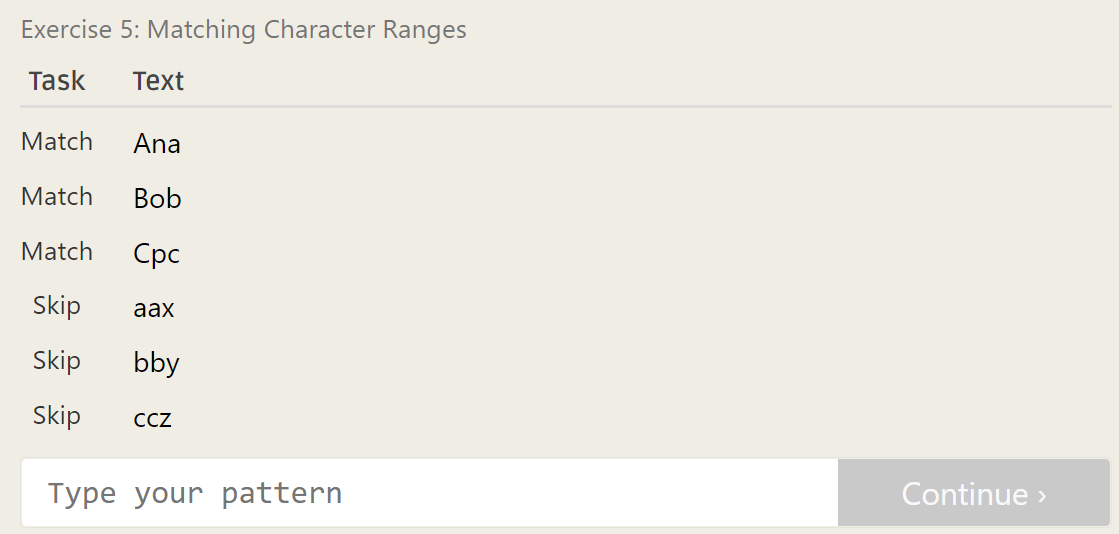 Exercise 5: Matching Character Ranges
Task Text
Match Ana
Match Bob
Match Cpc
Skip aax
Skip bby
Skip ccz
Type your pattern Continue ›